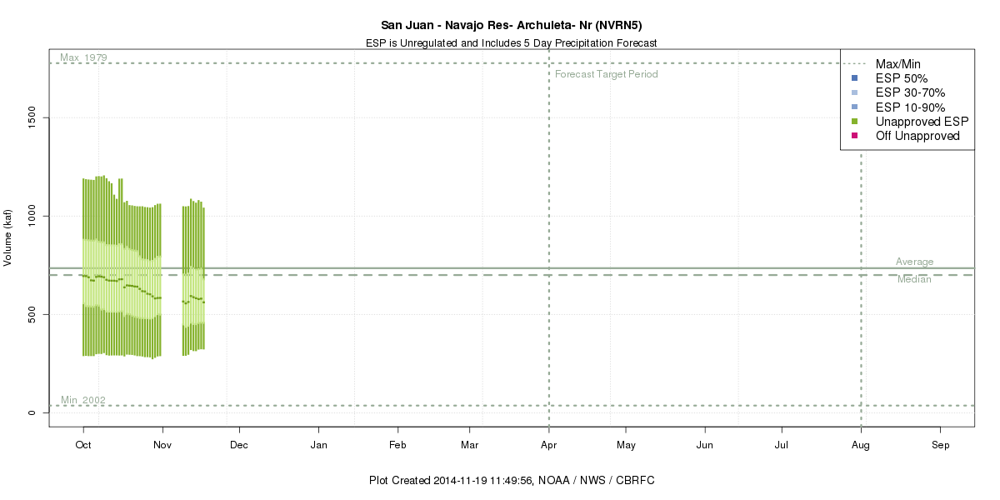 San Juan - Navajo Res- Archuleta- Nr (NVRN5)
ESP is Unregulated and Includes 5 Day Precipitation Forecast
Max 1979
Forecast Target Period
Max/Min
ESP 50%
ESP 30-70%
ESP 10-90%
Unapproved ESP
Off Unapproved
1500
1000
500
0
Volume (kaf)
Average
Median
Min 2002
Oct Nov Dec Jan Feb Mar Apr May Jun Jul Aug Sep
Plot Created 2014-11-19 11:49:56, NOAA / NWS / CBRFC